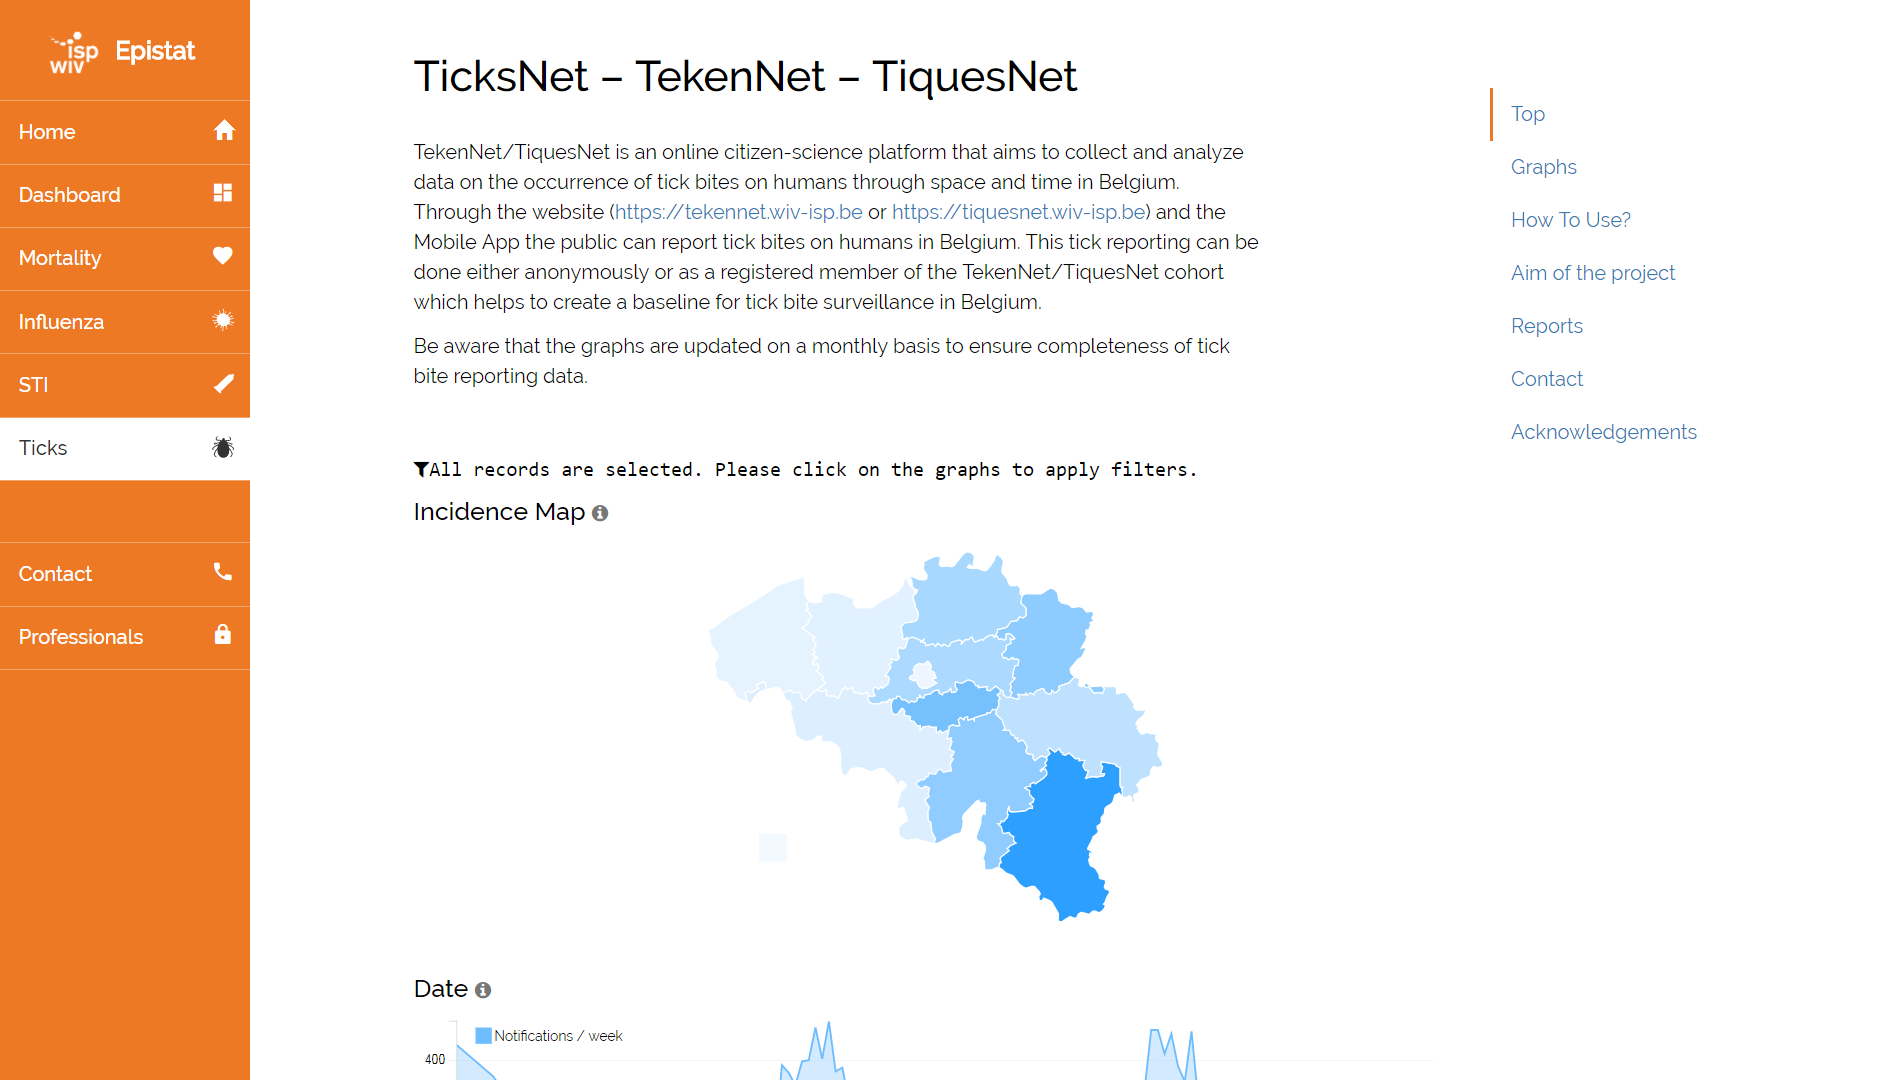 isp
wiv
Epistat
Home
Dashboard
Mortality
Influenza
STI
Ticks
Contact
Professionals
TicksNet – TekenNet – TiquesNet
TekenNet/TiquesNet is an online citizen-science platform that aims to collect and analyze
data on the occurrence of tick bites on humans through space and time in Belgium.
Through the website (https://tekennet.wiv-isp.be or https://tiquesnet.wiv-isp.be) and the
Mobile App the public can report tick bites on humans in Belgium. This tick reporting can be
done either anonymously or as a registered member of the TekenNet/TiquesNet cohort
which helps to create a baseline for tick bite surveillance in Belgium.
Be aware that the graphs are updated on a monthly basis to ensure completeness of tick
bite reporting data.
All records are selected. Please click on the graphs to apply filters.
Incidence Map
Date
Notifications / week
400
Top
Graphs
How To Use?
Aim of the project
Reports
Contact
Acknowledgements